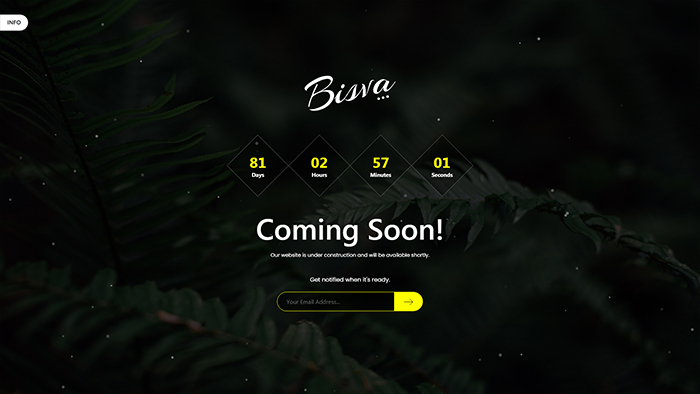 INFO
Bisva
81 02 57 01
Days Hours Minutes Seconds
Coming Soon!
Our website is under construction and will be available shortly.
Get notified when it's ready.
Your Email Address...